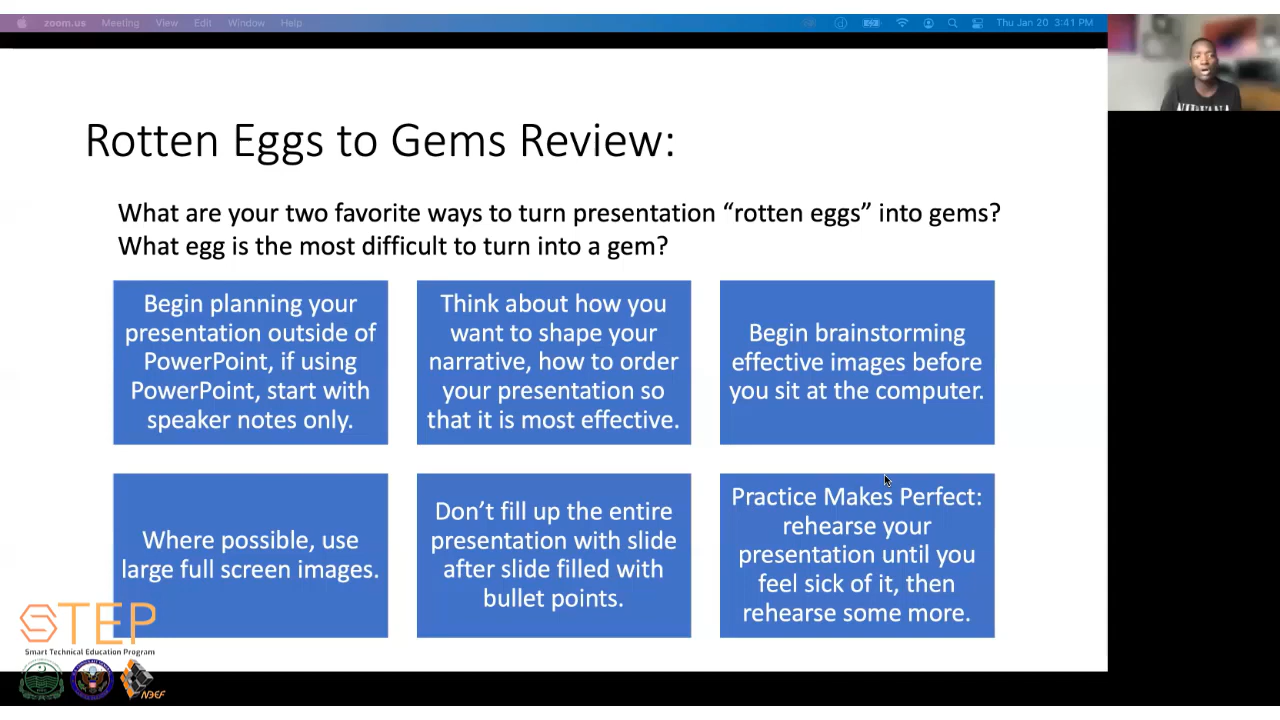 zoom.us Meeting View Edit Window Help Thu Jan 20 3:41 PM
NIRVANA
Rotten Eggs to Gems Review:
What are your two favorite ways to turn presentation “rotten eggs” into gems?
What egg is the most difficult to turn into a gem?
Begin planning your
presentation outside of
PowerPoint, if using
PowerPoint, start with
speaker notes only.
Think about how you
want to shape your
narrative, how to order
your presentation so
that it is most effective.
Begin brainstorming
effective images before
you sit at the computer.
Where possible, use
large full screen images.
Don’t fill up the entire
presentation with slide
after slide filled with
bullet points.
Practice Makes Perfect:
rehearse your
presentation until you
feel sick of it, then
rehearse some more.
STEP
Smart Technical Education Program
NDEF